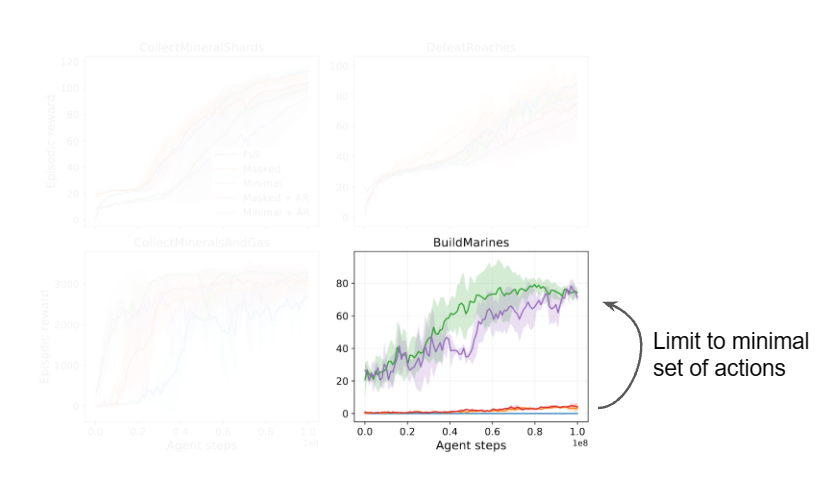 CollectMineralShards
DefeatRoaches
120
100
80
60
40
20
0
Episodic reward
Full
Masked
Minimal
Masked + AR
Minimal + AR
100
80
60
40
20
0
CollectMineralsAndGas
BuildMarines
3000
2000
1000
0
Episodic reward
0.0 0.2 0.4 0.6 0.8 1.0
1e8
Agent steps
80
60
40
20
0
0.0 0.2 0.4 0.6 0.8 1.0
1e8
Agent steps
Limit to minimal
set of actions